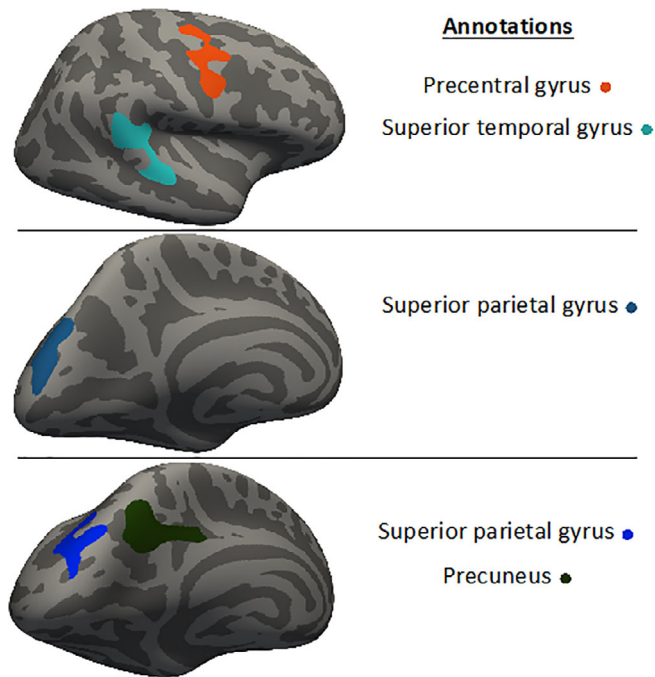 Annotations
Precentral gyrus
Superior temporal gyrus
Superior parietal gyrus
Superior parietal gyrus
Precuneus